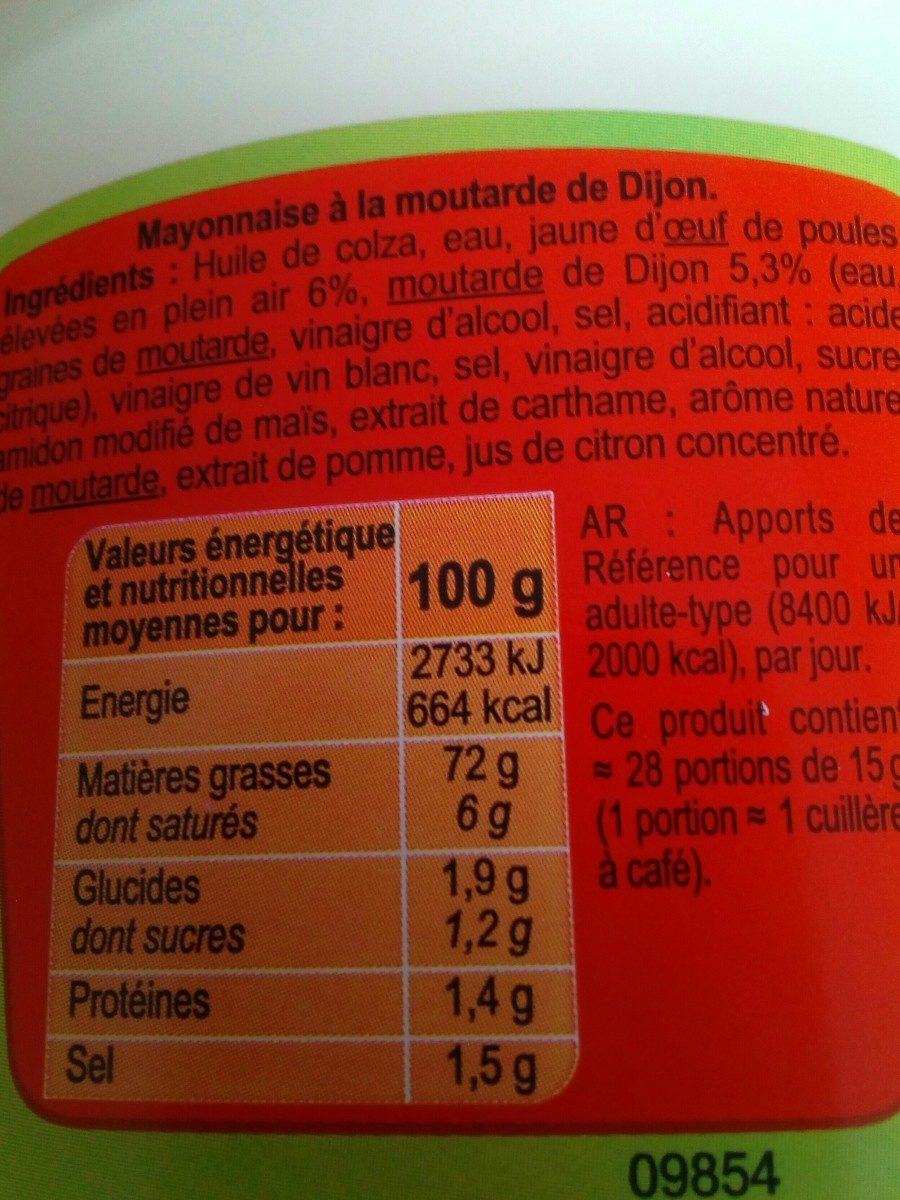 Mayonnaise à la moutarde de Dijon.
Ingrédients : Huile de colza, eau, jaune d'œuf de poules
élevées en plein air 6%, moutarde de Dijon 5,3% (eau,
graines de moutarde, vinaigre d'alcool, sel, acidifiant : acide
citrique), vinaigre de vin blanc, sel, vinaigre d'alcool, sucre
amidon modifié de maïs, extrait de carthame, arôme nature
de moutarde, extrait de pomme, jus de citron concentré.
Valeurs énergétique
et nutritionnelles
moyennes pour :
100 g
Energie
2733 kJ
664 kcal
Matières grasses 72 g
dont saturés 6 g
Glucides 1,9 g
dont sucres 1,2 g
Protéines 1,4 g
Sel 1,5 g
AR : Apports de
Référence pour un
adulte-type (8400 kJ/
2000 kcal), par jour.
Ce produit contient
≈ 28 portions de 15 g
(1 portion ≈ 1 cuillère
à café).
09854